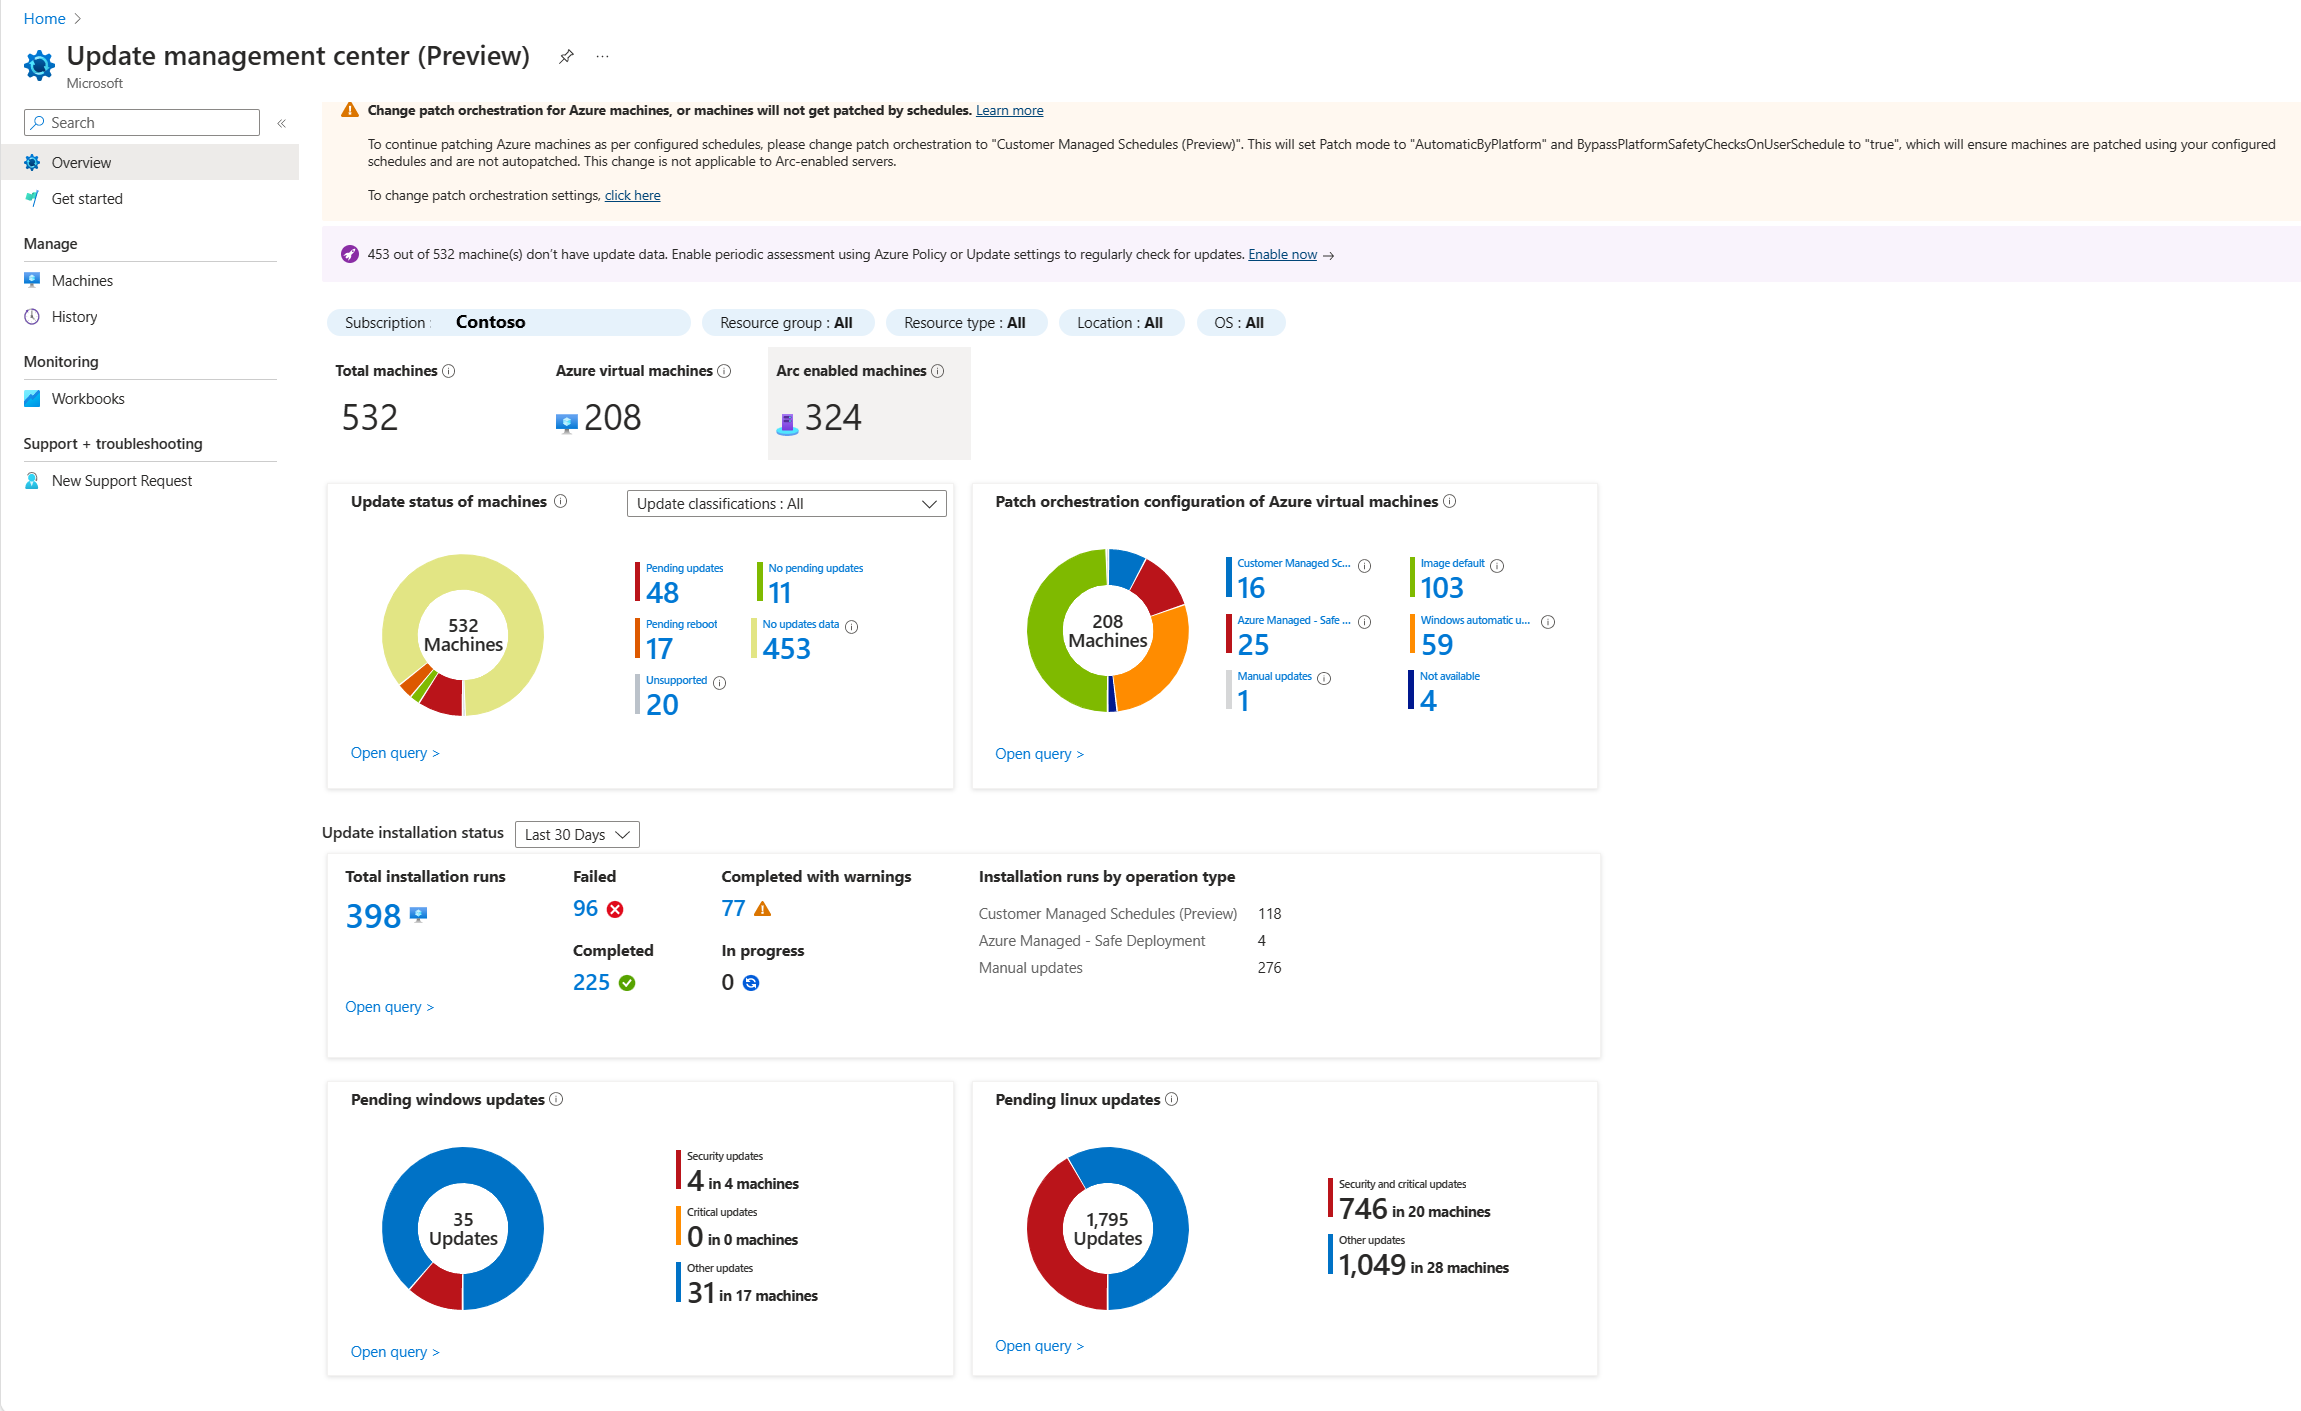 Home
Update management center (Preview)
Microsoft
Search
Overview
Get started
Manage
Machines
History
Monitoring
Workbooks
Support + troubleshooting
New Support Request
Change patch orchestration for Azure machines, or machines will not get patched by schedules. Learn more
To continue patching Azure machines as per configured schedules, please change patch orchestration to "Customer Managed Schedules (Preview)". This will set Patch mode to "AutomaticByPlatform" and BypassPlatformSafetyChecksOnUserSchedule to "true", which will ensure machines are patched using your configured
schedules and are not autopatched. This change is not applicable to Arc-enabled servers.
To change patch orchestration settings, click here
453 out of 532 machine(s) don't have update data. Enable periodic assessment using Azure Policy or Update settings to regularly check for updates. Enable now →
Subscription : Contoso
Resource group : All
Resource type : All
Location : All
OS : All
Total machines
532
Azure virtual machines
208
Arc enabled machines
324
Update status of machines
Update classifications : All
532
Machines
Pending updates
48
No pending updates
11
Pending reboot
17
No updates data
453
Unsupported
20
Open query >
Patch orchestration configuration of Azure virtual machines
208
Machines
Customer Managed Sc...
16
Image default
103
Azure Managed - Safe ...
25
Windows automatic u...
59
Manual updates
1
Not available
4
Open query >
Update installation status
Last 30 Days
Total installation runs
398
Failed
96
Completed with warnings
77
Completed
225
In progress
0
Open query >
Installation runs by operation type
Customer Managed Schedules (Preview) 118
Azure Managed - Safe Deployment 4
Manual updates 276
Pending windows updates
35
Updates
Security updates
4 in 4 machines
Critical updates
0 in 0 machines
Other updates
31 in 17 machines
Open query >
Pending linux updates
1,795
Updates
Security and critical updates
746 in 20 machines
Other updates
1,049 in 28 machines
Open query >